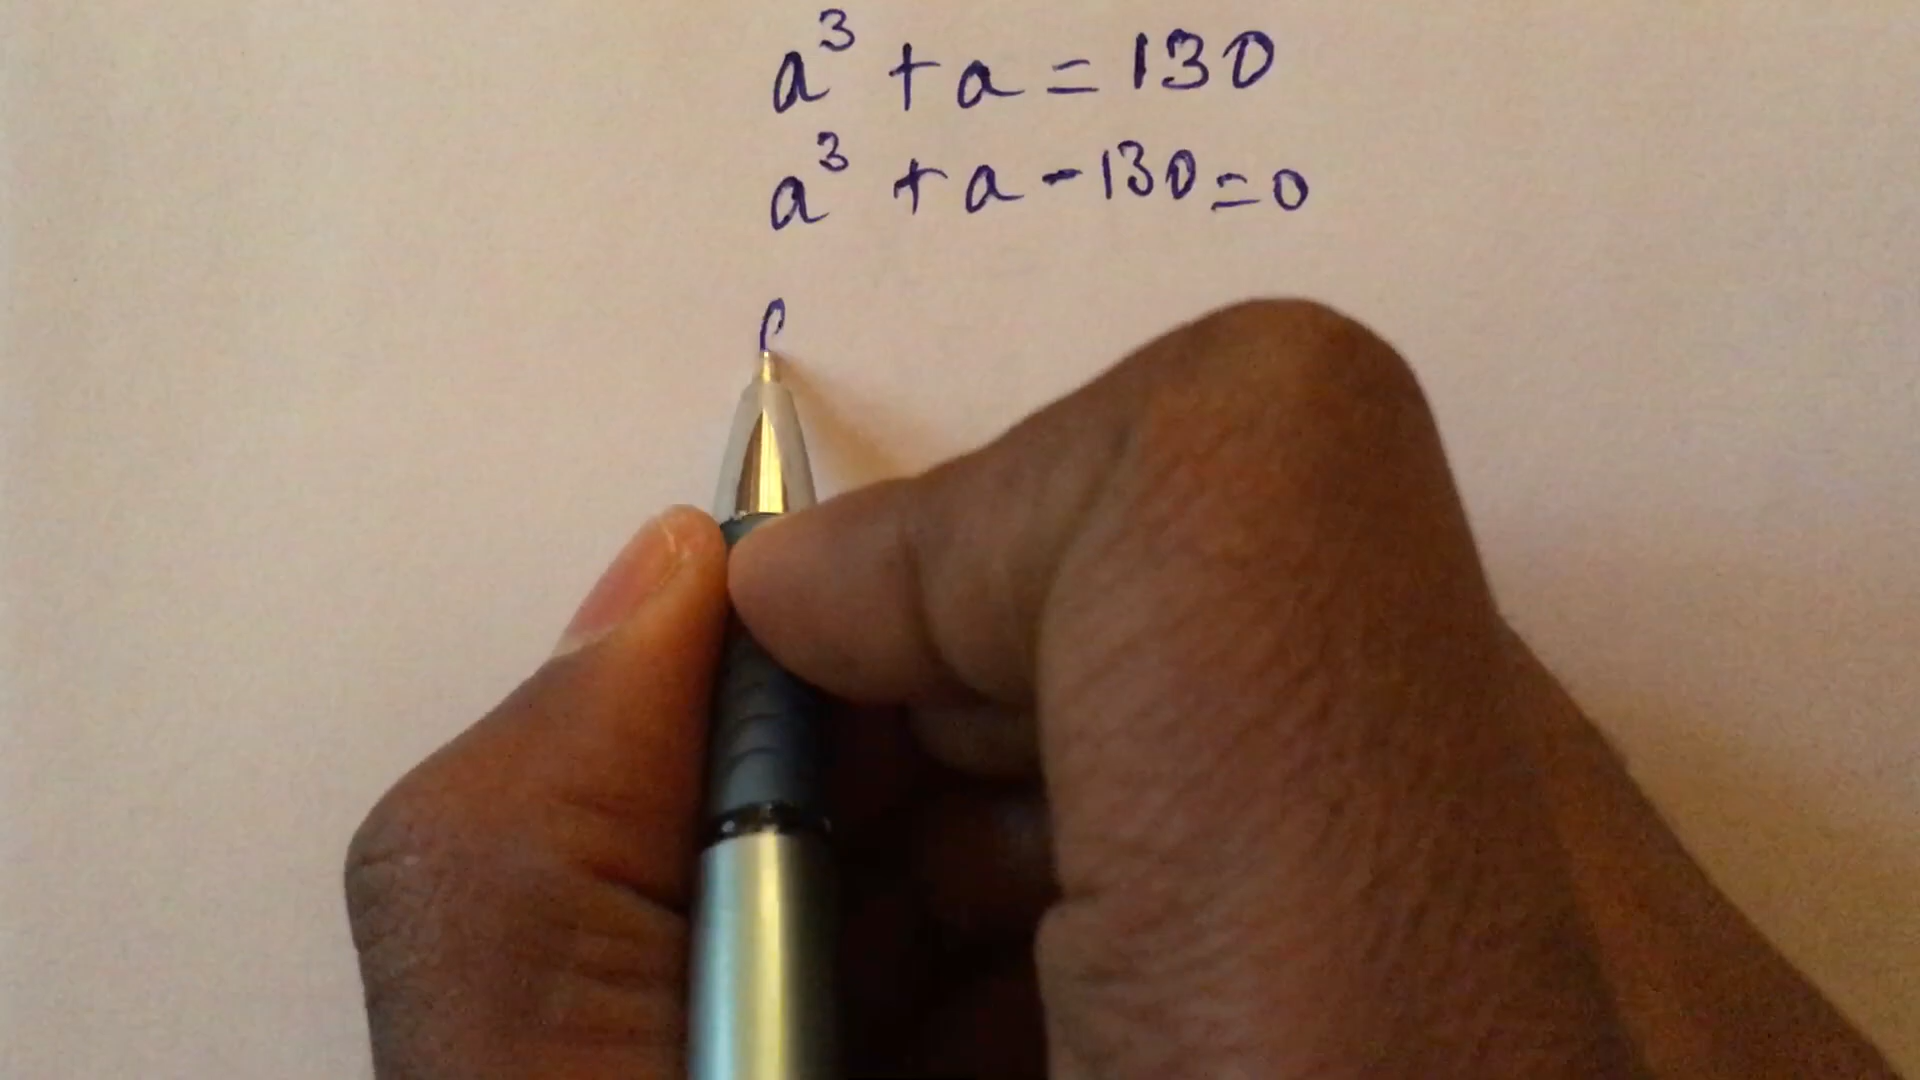 a³ + a = 130
a³ + a - 130 = 0